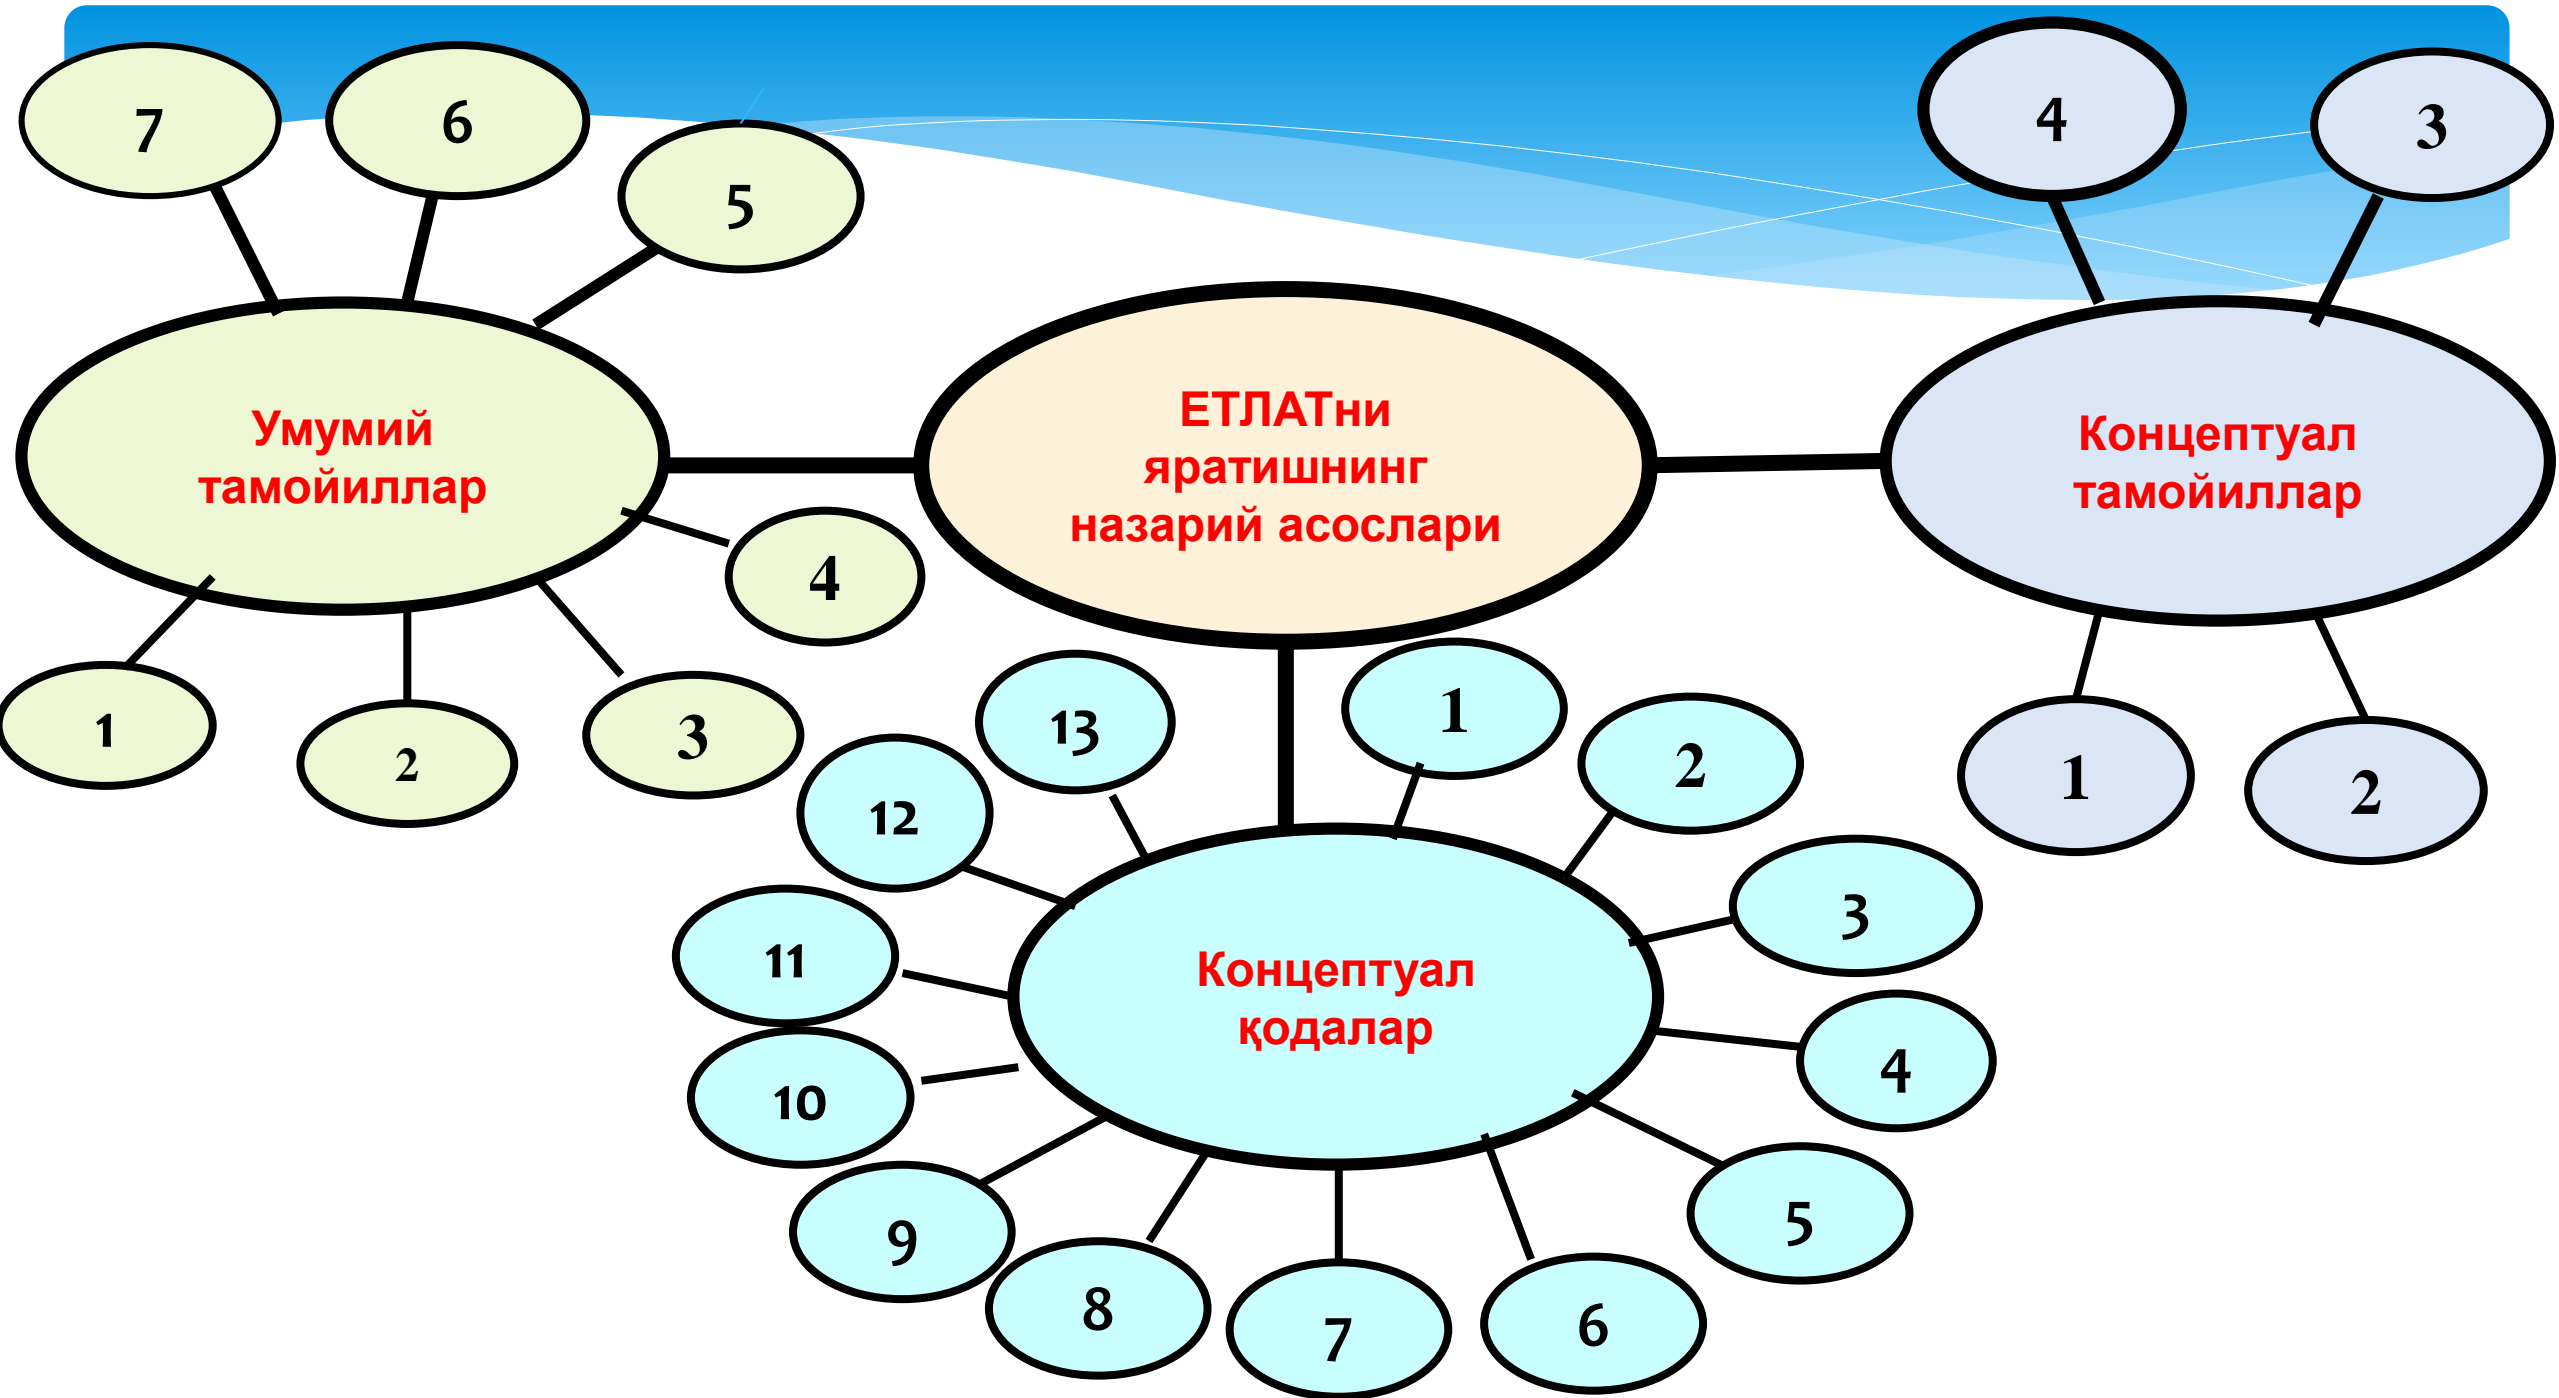 7
6
5
4
3
Умумий
тамойиллар
ЕТЛАТни
яратишнинг
назарий асослари
Концептуал
тамойиллар
4
1
2
3
1
2
13
1
2
12
3
11
Концептуал
қодалар
4
10
5
9
8
7
6